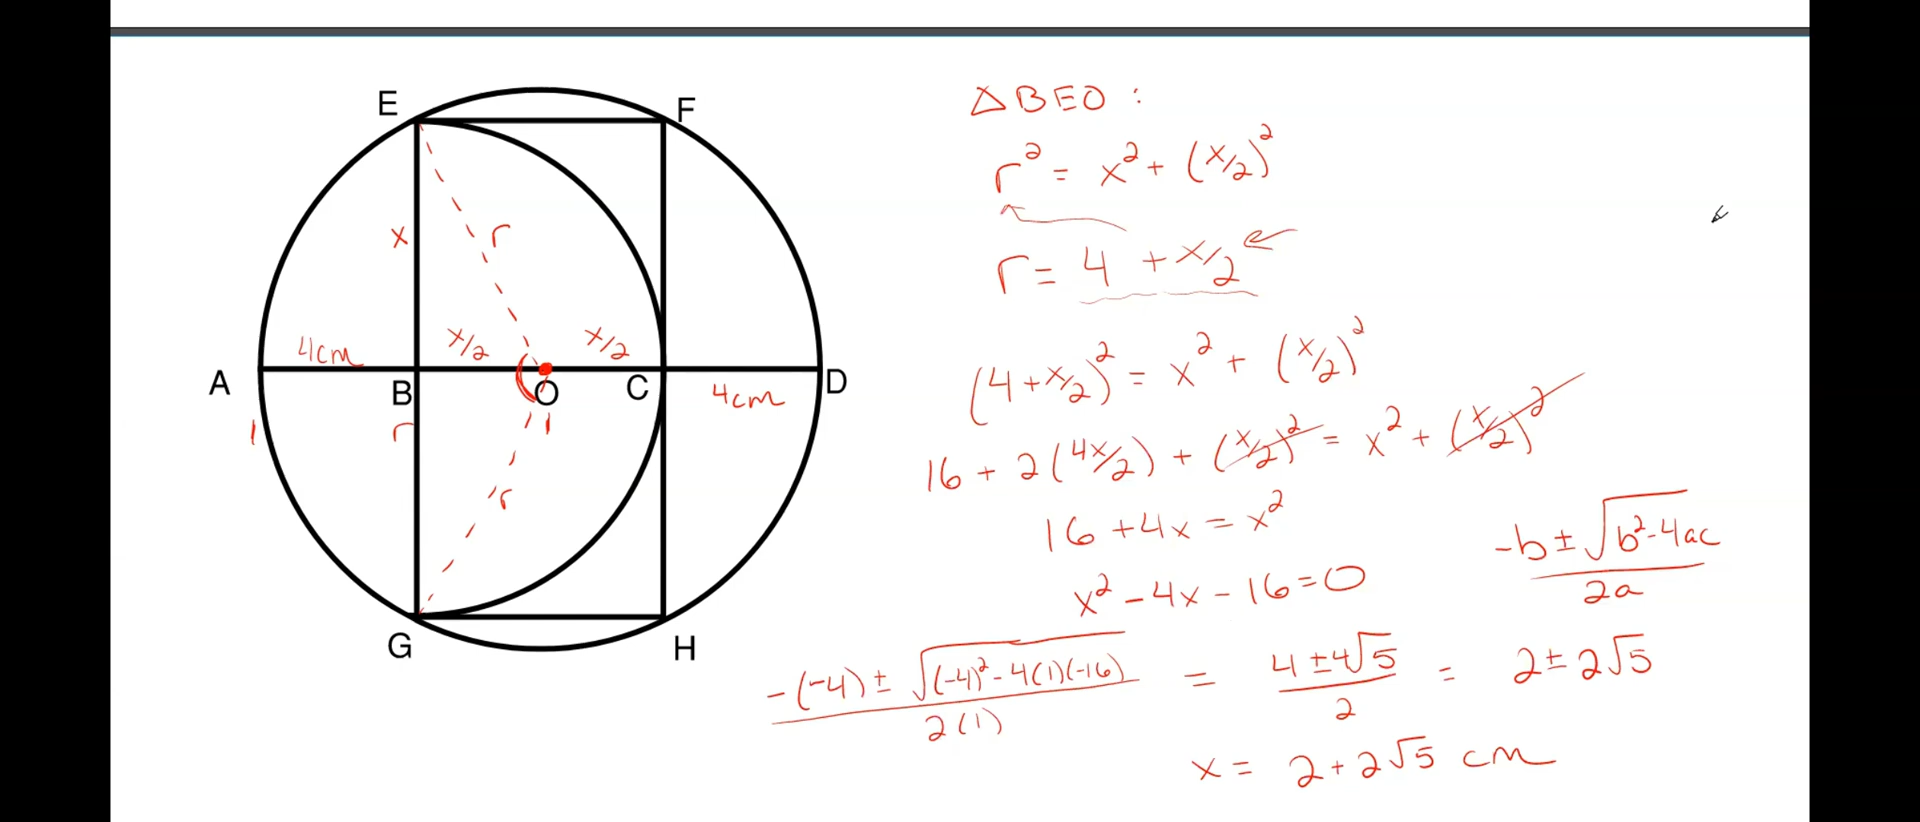 E F
x r
4cm x/2 x/2
A B O C D
4cm
r
r
G H
△BEO :
r² = x² + (x/2)²
r = 4 + x/2
(4 + x/2)² = x² + (x/2)²
16 + 2(4x/2) + (x/2)² = x² + (x/2)²
16 + 4x = x²
x² - 4x - 16 = 0
-b ± √b² - 4ac / 2a
-(-4) ± √(-4)² - 4(1)(-16) / 2(1) = 4 ± 4√5 / 2 = 2 ± 2√5
x = 2 + 2√5 cm